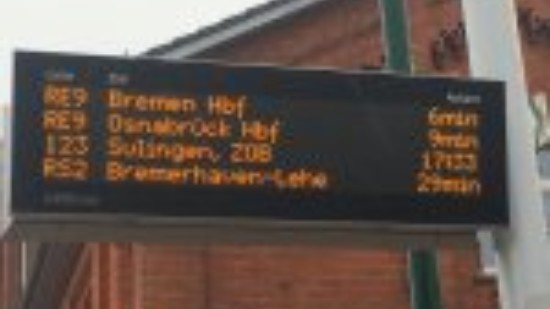 RE9 Bremen Hbf 6min
RE9 Osnabrück Hbf 9min
123 Sulingen, ZOB 17:33
RS2 Bremerhaven-Lehe 29min